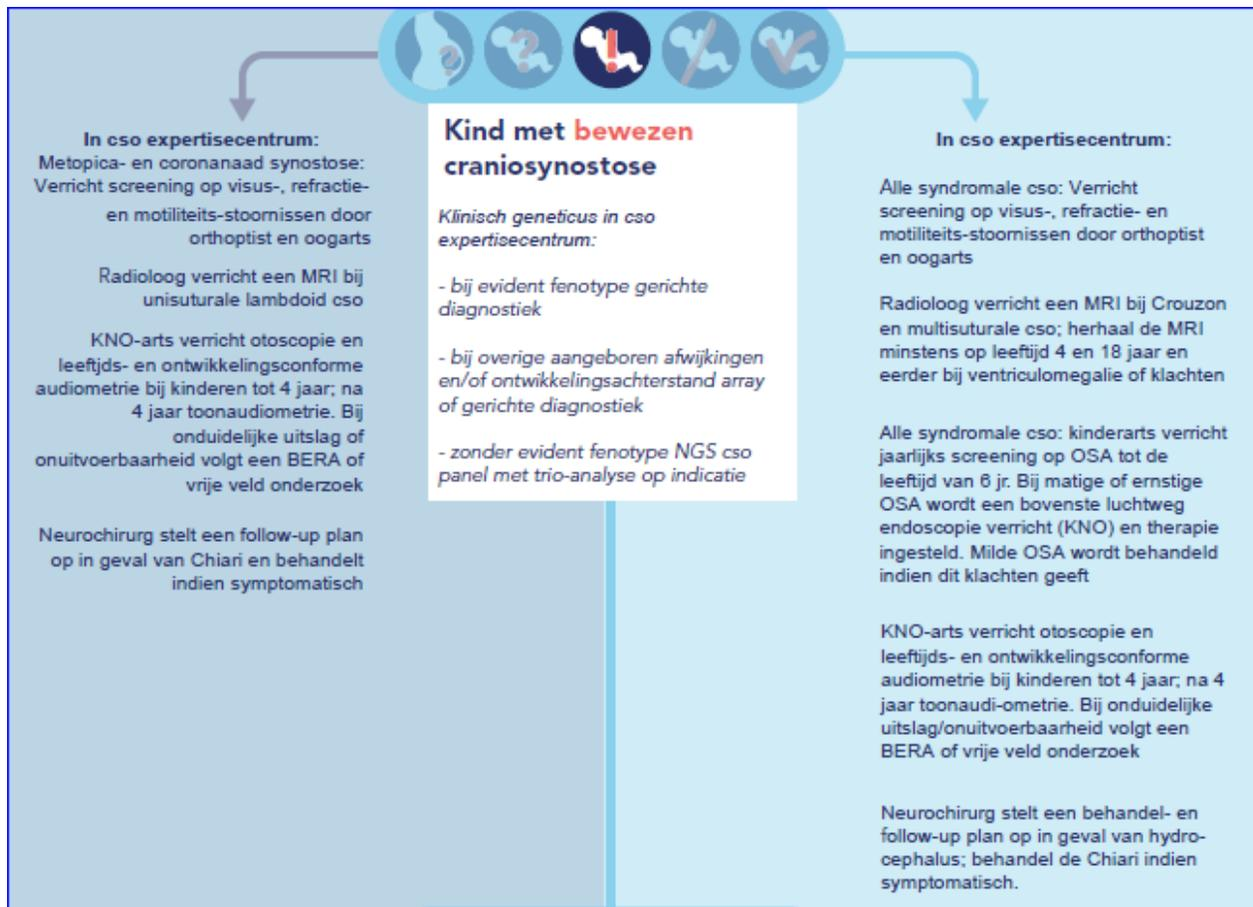 In cso expertisecentrum:
Metopica- en coronanaad synostose:
Verricht screening op visus-, refractie-
en motiliteits-stoornissen door
orthoptist en oogarts
Radioloog verricht een MRI bij
unisuturale lambdoid cso
KNO-arts verricht otoscopie en
leeftijds- en ontwikkelingsconforme
audiometrie bij kinderen tot 4 jaar; na
4 jaar toonaudiometrie. Bij
onduidelijke uitslag of
onuitvoerbaarheid volgt een BERA of
vrije veld onderzoek
Neurochirurg stelt een follow-up plan
op in geval van Chiari en behandelt
indien symptomatisch
Kind met bewezen
craniosynostose
Klinisch geneticus in cso
expertisecentrum:
- bij evident fenotype gerichte
diagnostiek
- bij overige aangeboren afwijkingen
en/of ontwikkelingsachterstand array
of gerichte diagnostiek
- zonder evident fenotype NGS cso
panel met trio-analyse op indicatie
In cso expertisecentrum:
Alle syndromale cso: Verricht
screening op visus-, refractie- en
motiliteits-stoornissen door orthoptist
en oogarts
Radioloog verricht een MRI bij Crouzon
en multisuturale cso; herhaal de MRI
minstens op leeftijd 4 en 18 jaar en
eerder bij ventriculomegalie of klachten
Alle syndromale cso: kinderarts verricht
jaarlijks screening op OSA tot de
leeftijd van 6 jr. Bij matige of ernstige
OSA wordt een bovenste luchtweg
endoscopie verricht (KNO) en therapie
ingesteld. Milde OSA wordt behandeld
indien dit klachten geeft
KNO-arts verricht otoscopie en
leeftijds- en ontwikkelingsconforme
audiometrie bij kinderen tot 4 jaar; na 4
jaar toonaudi-ometrie. Bij onduidelijke
uitslag/onuitvoerbaarheid volgt een
BERA of vrije veld onderzoek
Neurochirurg stelt een behandel- en
follow-up plan op in geval van hydro-
cephalus; behandel de Chiari indien
symptomatisch.